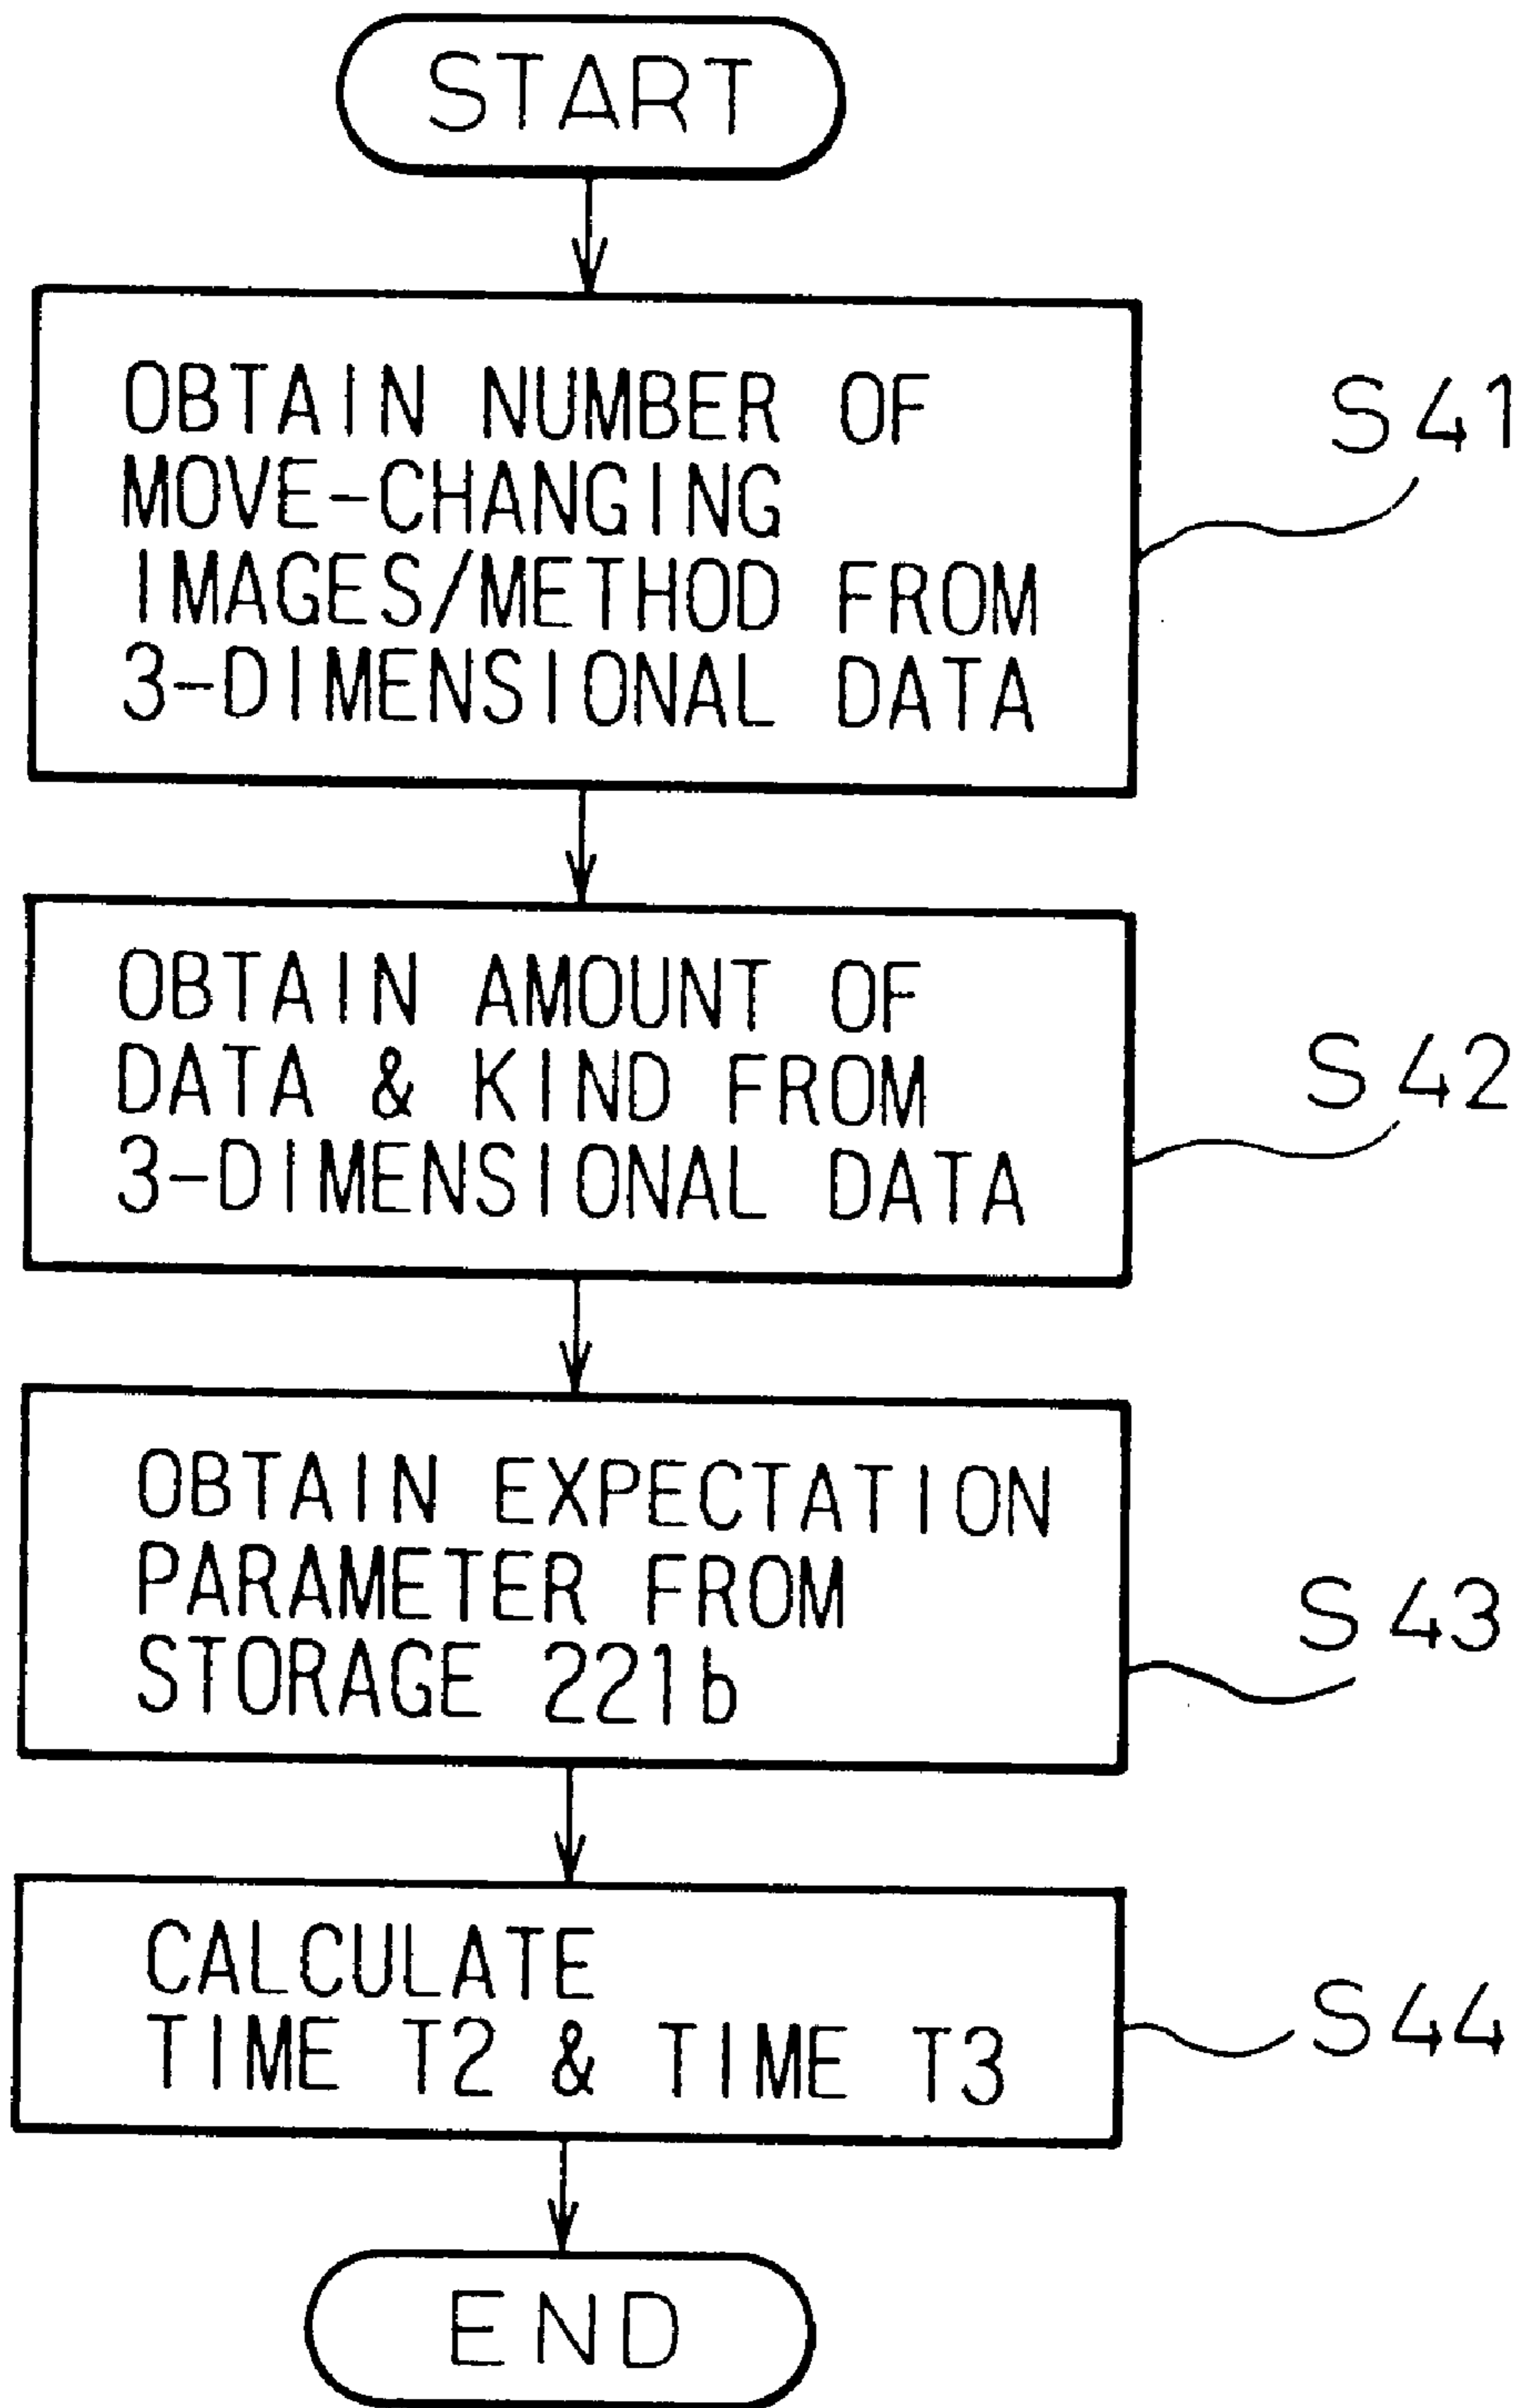 START
OBTAIN NUMBER OF
MOVE-CHANGING
IMAGES/METHOD FROM
3-DIMENSIONAL DATA
S41
OBTAIN AMOUNT OF
DATA & KIND FROM
3-DIMENSIONAL DATA
S42
OBTAIN EXPECTATION
PARAMETER FROM
STORAGE 221b
S43
CALCULATE
TIME T2 & TIME T3
S44
END